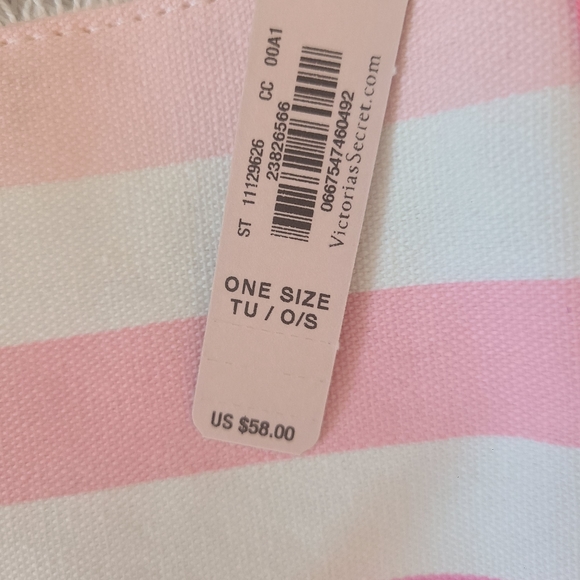 ST 11129626 CC 00A1
23826566
0667547460492
VictoriasSecret.com
ONE SIZE
TU / O/S
US $58.00